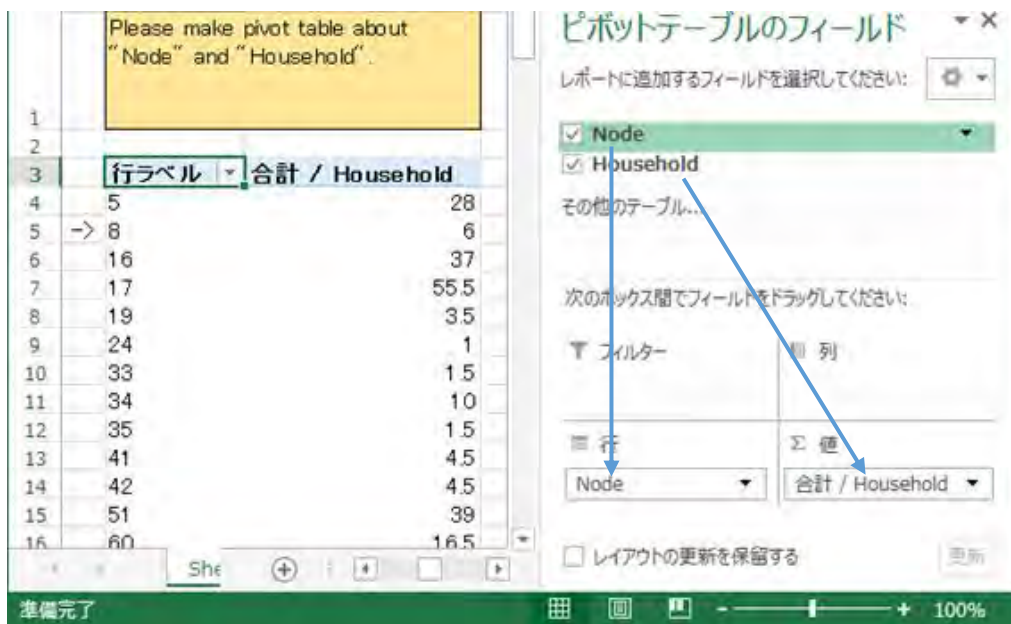 Please make pivot table about
"Node" and "Household".
1
2
3 行ラベル 合計 / Household
4 5 28
5 -> 8 6
6 16 37
7 17 55.5
8 19 3.5
9 24 1
10 33 1.5
11 34 10
12 35 1.5
13 41 4.5
14 42 4.5
15 51 39
16 60 16.5
She
準備完了
ピボットテーブルのフィールド
レポートに追加するフィールドを選択してください:
Node
Household
その他のテーブル...
次のボックス間でフィールドをドラッグしてください:
フィルター 列
行 Σ 値
Node 合計 / Household
レイアウトの更新を保留する 更新
- + 100%